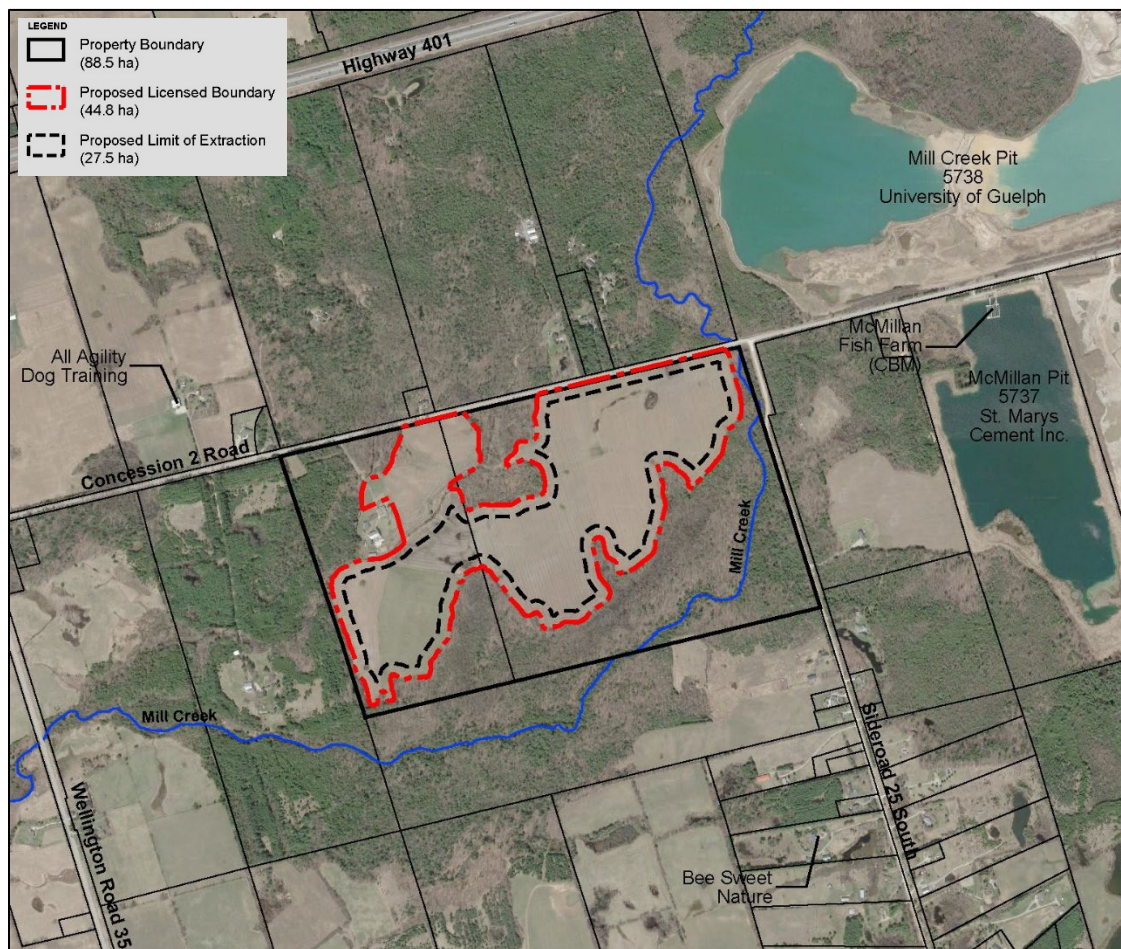 LEGEND
Property Boundary
(88.5 ha)
Proposed Licensed Boundary
(44.8 ha)
Proposed Limit of Extraction
(27.5 ha)
Highway 401
Mill Creek Pit
5738
University of Guelph
McMillan
Fish Farm
(CBM)
McMillan Pit
5737
St. Marys
Cement Inc.
All Agility
Dog Training
Concession 2 Road
Mill Creek
Mill Creek
Sideroad 25 South
Wellington Road 35
Bee Sweet
Nature